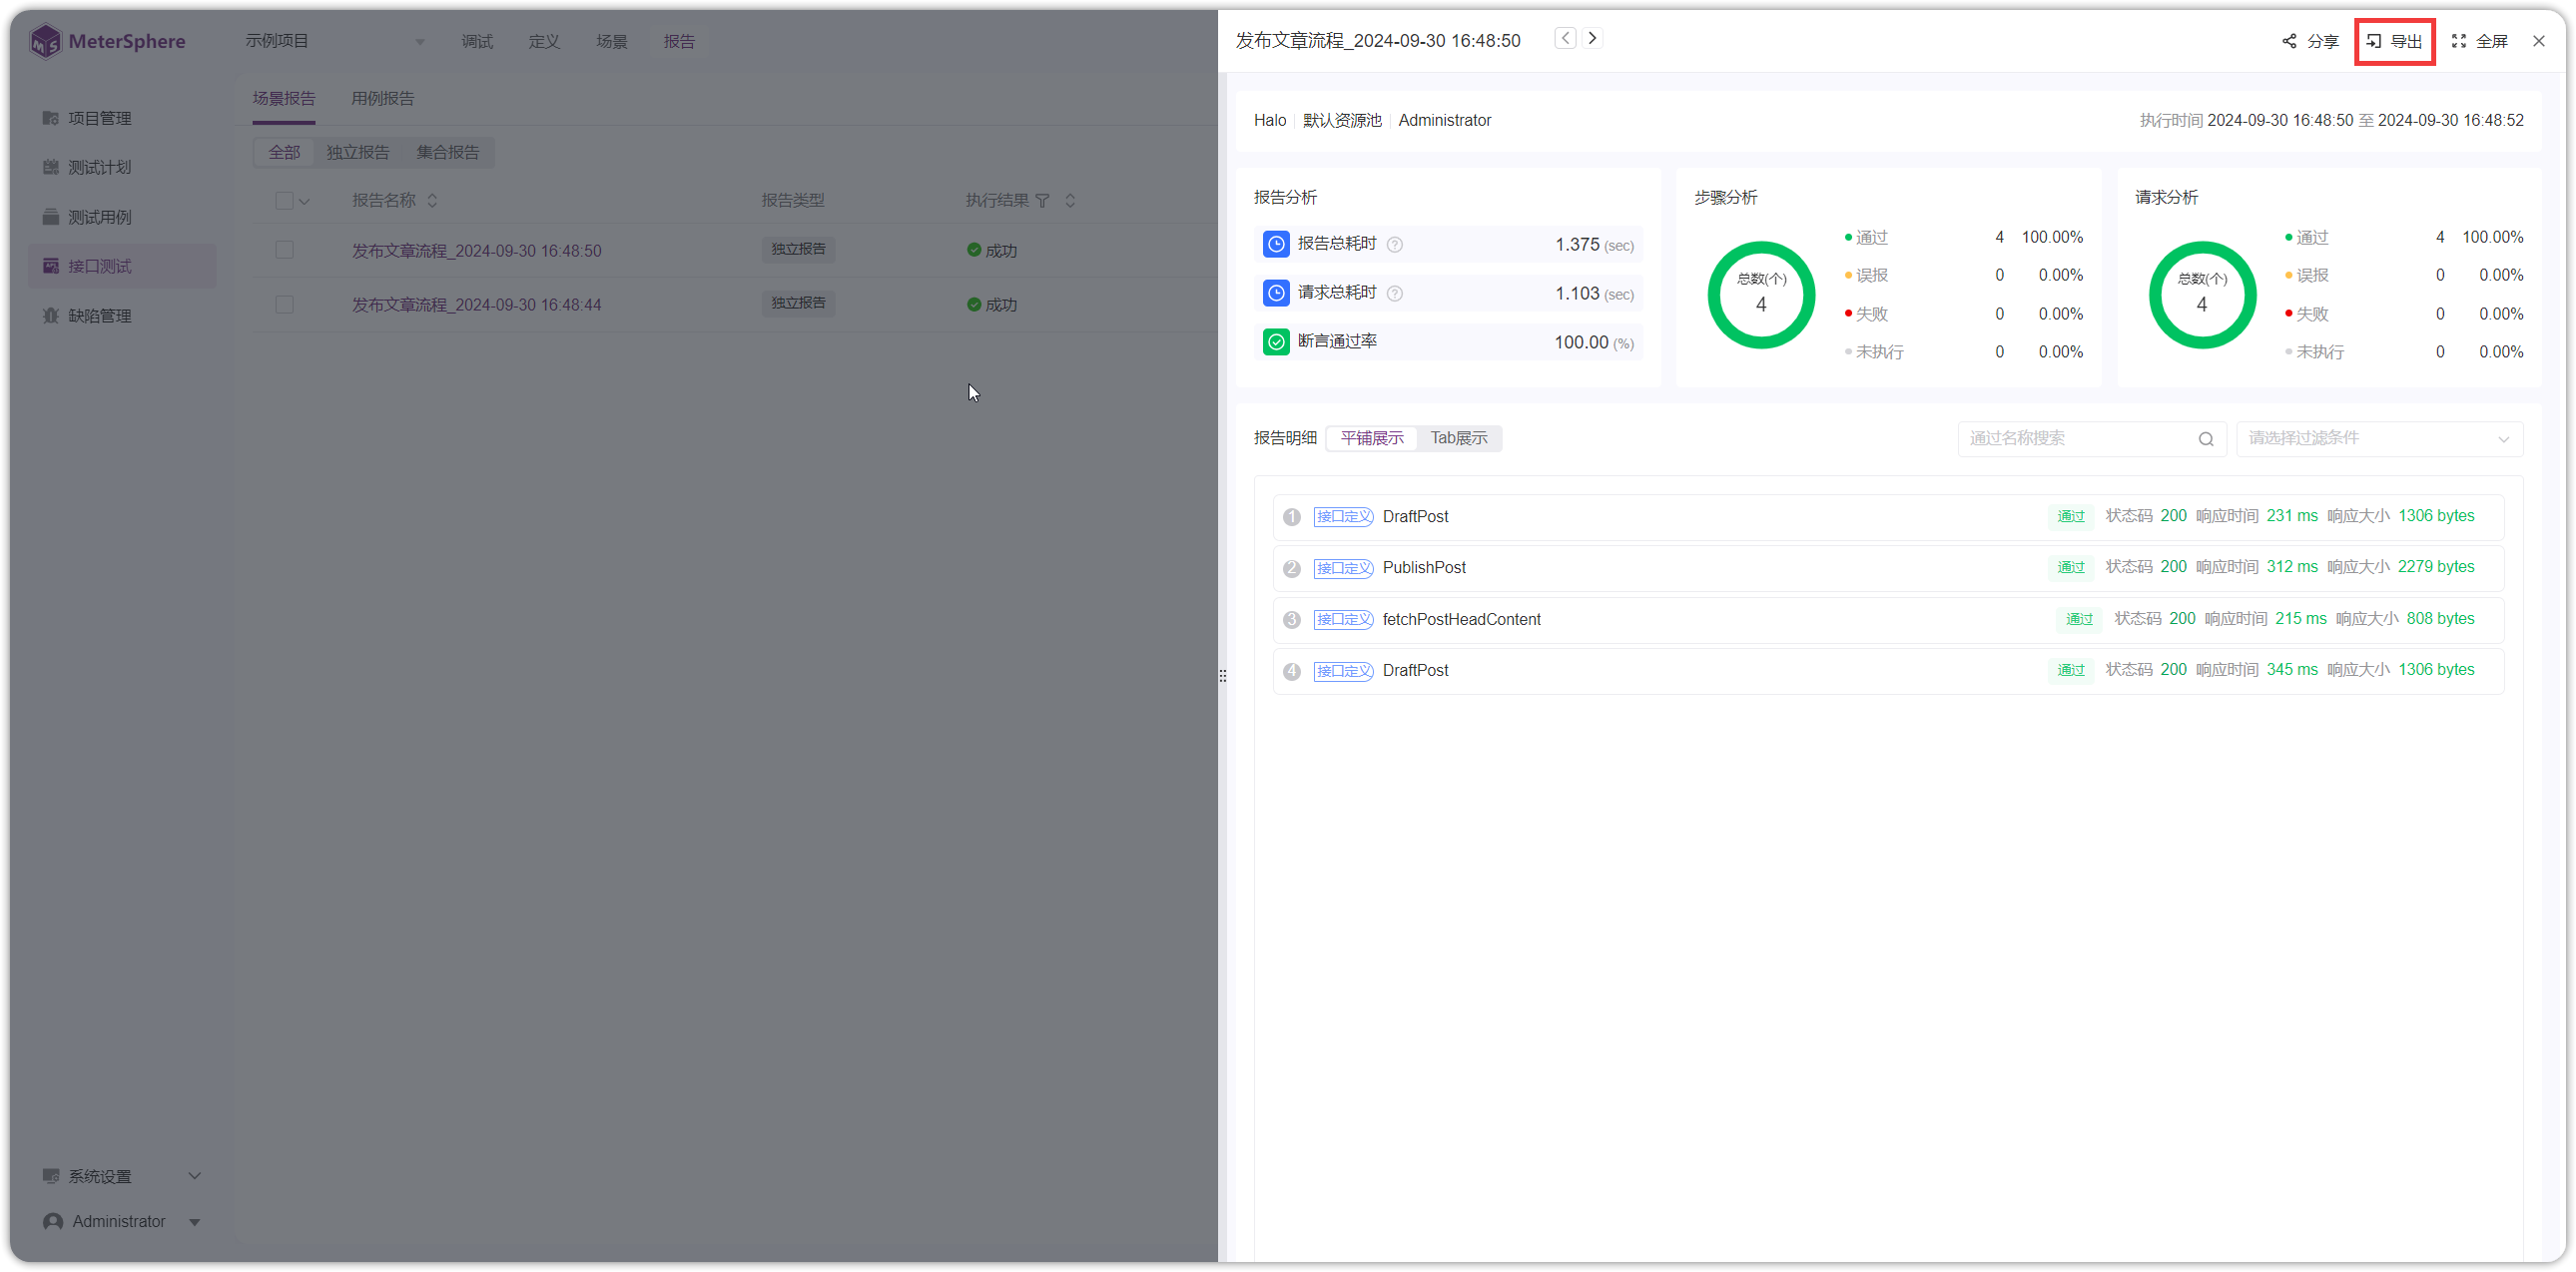 MeterSphere
示例项目
调试
定义
场景
报告
项目管理
测试计划
测试用例
接口测试
缺陷管理
系统设置
Administrator
场景报告
用例报告
全部
独立报告
集合报告
报告名称
报告类型
执行结果
发布文章流程_2024-09-30 16:48:50
独立报告
成功
发布文章流程_2024-09-30 16:48:44
独立报告
成功
发布文章流程_2024-09-30 16:48:50
分享
导出
全屏
Halo
默认资源池
Administrator
执行时间 2024-09-30 16:48:50 至 2024-09-30 16:48:52
报告分析
报告总耗时 1.375 (sec)
请求总耗时 1.103 (sec)
断言通过率 100.00 (%)
步骤分析
总数(个)
4
通过 4 100.00%
误报 0 0.00%
失败 0 0.00%
未执行 0 0.00%
请求分析
总数(个)
4
通过 4 100.00%
误报 0 0.00%
失败 0 0.00%
未执行 0 0.00%
报告明细
平铺展示
Tab展示
通过名称搜索
请选择过滤条件
1 接口定义 DraftPost 通过 状态码 200 响应时间 231 ms 响应大小 1306 bytes
2 接口定义 PublishPost 通过 状态码 200 响应时间 312 ms 响应大小 2279 bytes
3 接口定义 fetchPostHeadContent 通过 状态码 200 响应时间 215 ms 响应大小 808 bytes
4 接口定义 DraftPost 通过 状态码 200 响应时间 345 ms 响应大小 1306 bytes